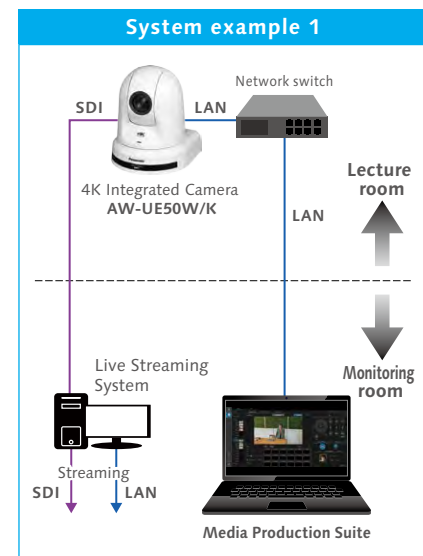 System example 1
Network switch
SDI
LAN
Panasonic
4K Integrated Camera
AW-UE50W/K
Lecture
room
LAN
Monitoring
room
Live Streaming
System
Streaming
SDI
LAN
Media Production Suite